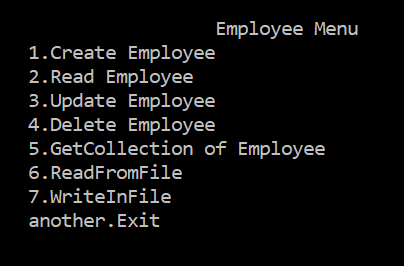 Employee Menu
1.Create Employee
2.Read Employee
3.Update Employee
4.Delete Employee
5.GetCollection of Employee
6.ReadFromFile
7.WriteInFile
another.Exit